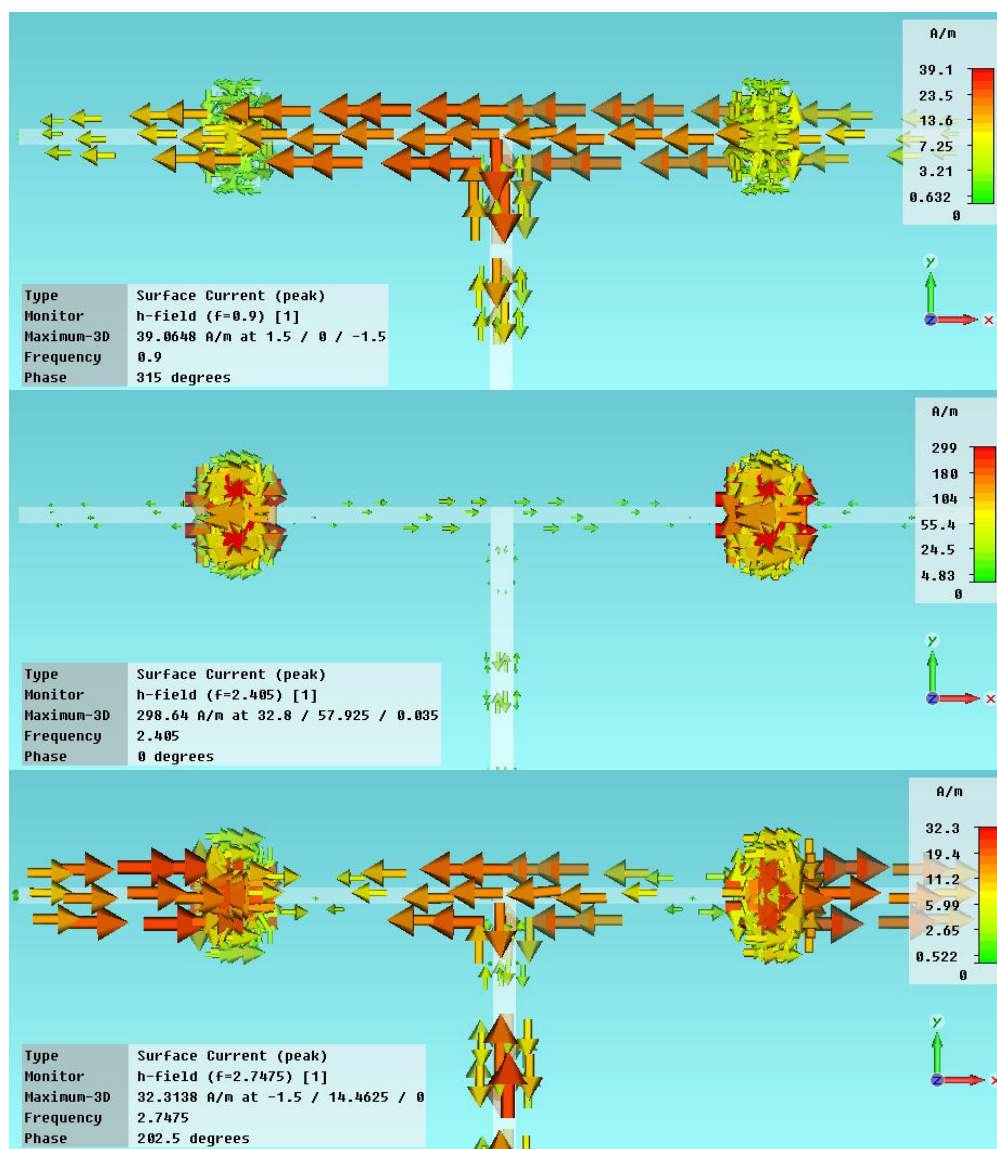 A/m
39.1
23.5
13.6
7.25
3.21
0.632
0
y
z
x
Type Surface Current (peak)
Monitor h-field (f=0.9) [1]
Maximum-3D 39.0648 A/m at 1.5 / 0 / -1.5
Frequency 0.9
Phase 315 degrees
A/m
299
180
104
55.4
24.5
4.83
0
y
z
x
Type Surface Current (peak)
Monitor h-field (f=2.405) [1]
Maximum-3D 298.64 A/m at 32.8 / 57.925 / 0.035
Frequency 2.405
Phase 0 degrees
A/m
32.3
19.4
11.2
5.99
2.65
0.522
0
y
z
x
Type Surface Current (peak)
Monitor h-field (f=2.7475) [1]
Maximum-3D 32.3138 A/m at -1.5 / 14.4625 / 0
Frequency 2.7475
Phase 202.5 degrees